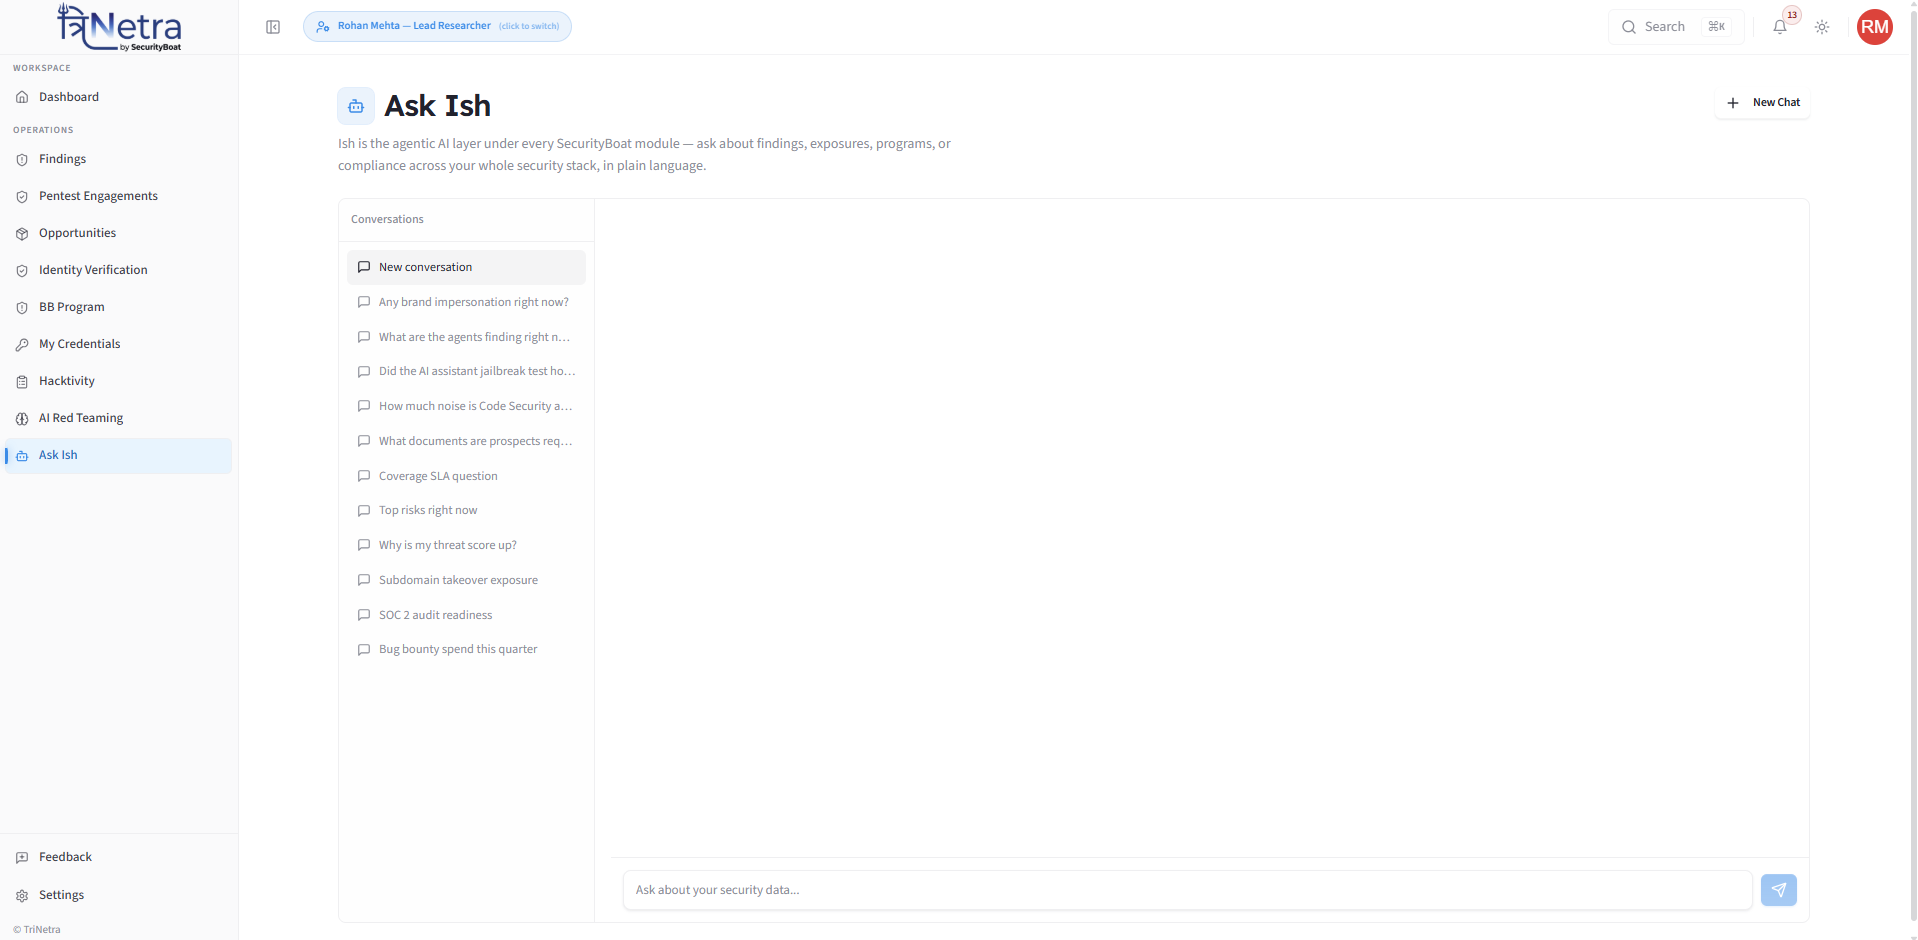 त्रिNetra
by SecurityBoat
WORKSPACE
Dashboard
OPERATIONS
Findings
Pentest Engagements
Opportunities
Identity Verification
BB Program
My Credentials
Hacktivity
AI Red Teaming
Ask Ish
Feedback
Settings
© TriNetra
Rohan Mehta — Lead Researcher (click to switch)
Search ⌘K
13
RM
Ask Ish
New Chat
Ish is the agentic AI layer under every SecurityBoat module — ask about findings, exposures, programs, or
compliance across your whole security stack, in plain language.
Conversations
New conversation
Any brand impersonation right now?
What are the agents finding right n…
Did the AI assistant jailbreak test ho…
How much noise is Code Security a…
What documents are prospects req…
Coverage SLA question
Top risks right now
Why is my threat score up?
Subdomain takeover exposure
SOC 2 audit readiness
Bug bounty spend this quarter
Ask about your security data...